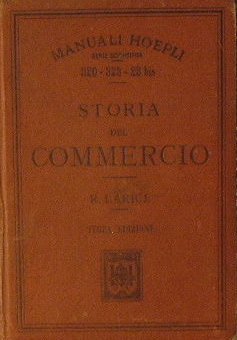 MANUALI HOEPLI
STORIA
DEL
COMMERCIO
R. LARICE
TERZA EDIZIONE